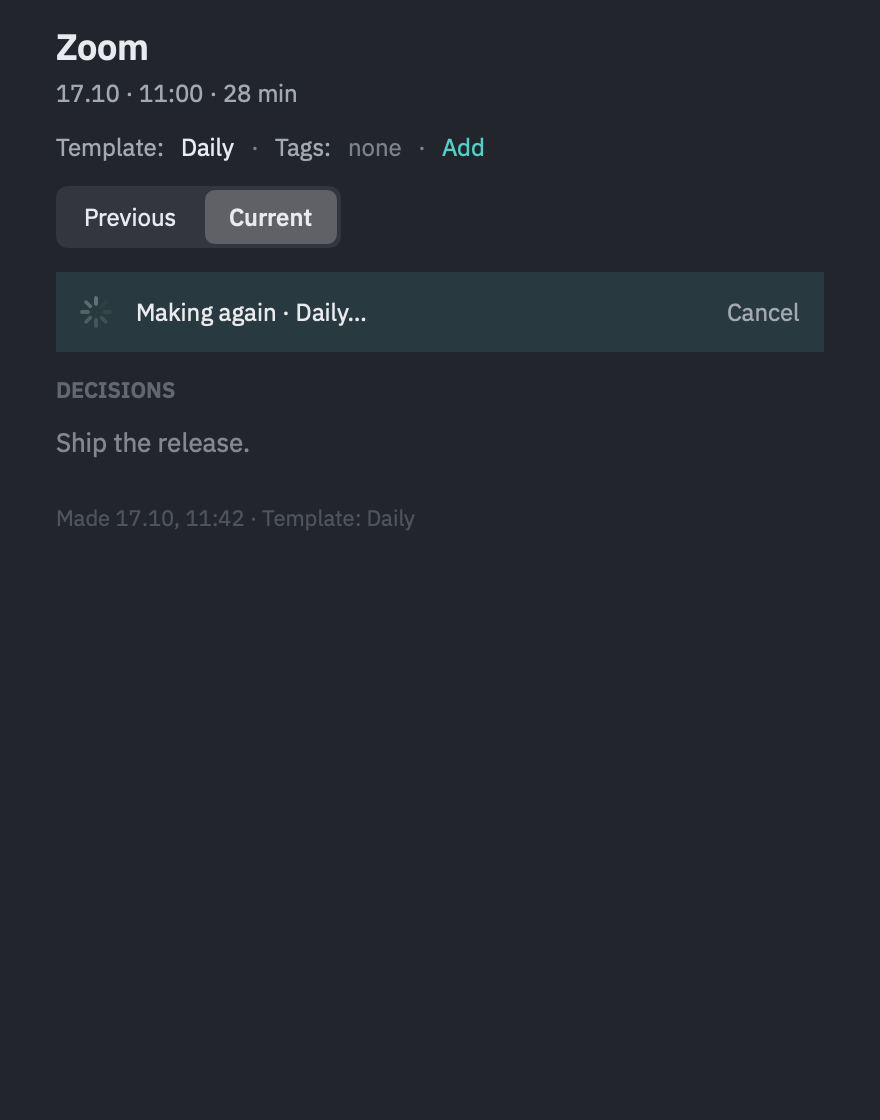 Zoom
17.10 · 11:00 · 28 min
Template: Daily · Tags: none · Add
Previous Current
Making again · Daily... Cancel
DECISIONS
Ship the release.
Made 17.10, 11:42 · Template: Daily